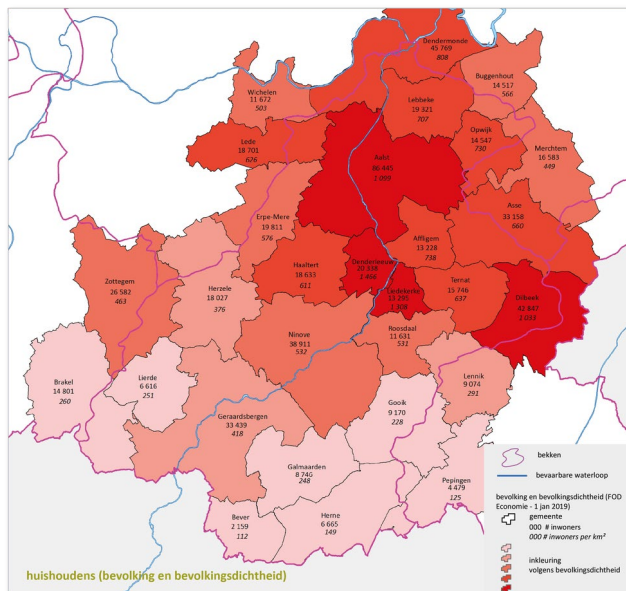 Dendermonde
45 769
808
Buggenhout
14 517
566
Wichelen
11 672
503
Lebbeke
19 321
707
Opwijk
14 547
730
Merchtem
16 583
449
Lede
18 701
626
Aalst
86 445
Asse
33 158
660
Erpe-Mere
19 811
576
Affligem
13 228
738
Haaltert
18 633
611
Denderleeuw
20 338
Zottegem
26 582
463
Herzele
18 027
376
Liedekerke
13 295
Ternat
15 746
637
Dilbeek
42 847
1 033
Ninove
38 911
532
Roosdaal
11 631
531
Brakel
14 801
260
Lierde
6 616
251
Lennik
9 074
291
Gooik
9 170
228
Geraardsbergen
33 439
418
Galmaarden
8 746
248
Pepingen
4 479
125
Bever
2 159
112
Herne
6 665
149
bekken
bevaarbare waterloop
bevolking en bevolkingsdichtheid (FOD
Economie - 1 jan 2019)
gemeente
000 # inwoners
000 # inwoners per km²
inkleuring
volgens bevolkingsdichtheid
huishoudens (bevolking en bevolkingsdichtheid)